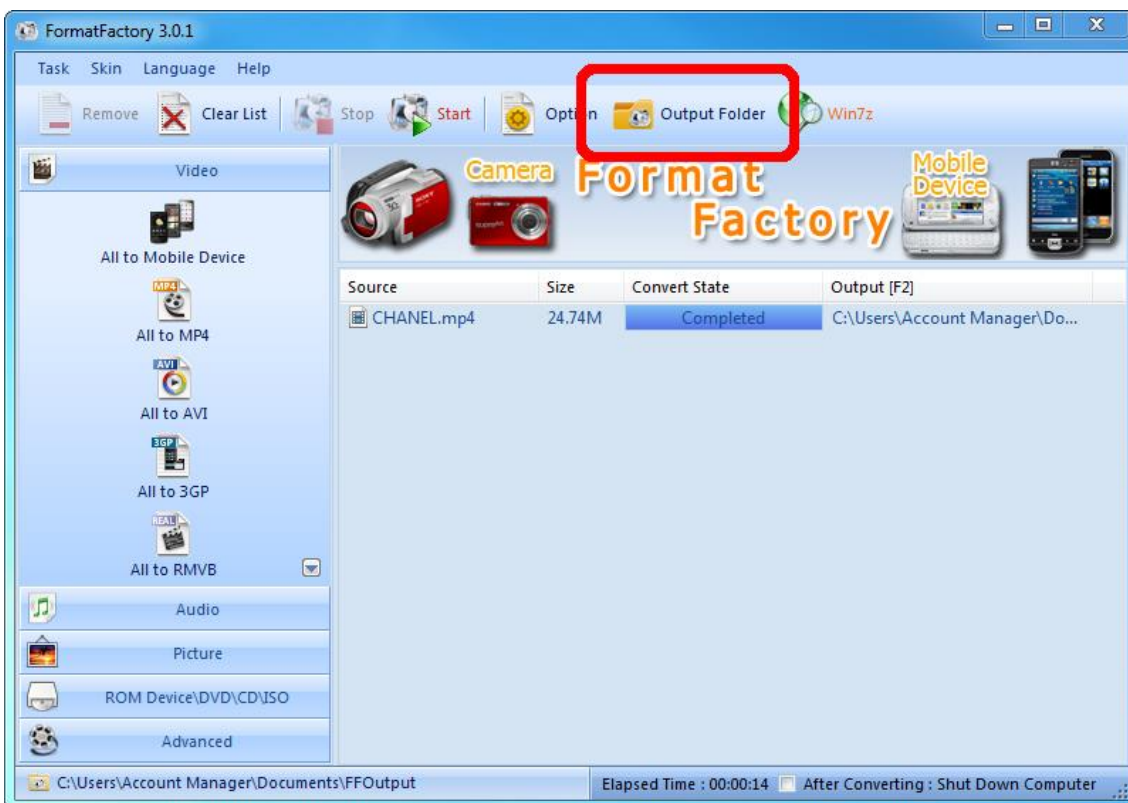 FormatFactory 3.0.1
Task Skin Language Help
Remove Clear List Stop Start Option Output Folder Win7z
Video
All to Mobile Device
MP4
All to MP4
AVI
All to AVI
3GP
All to 3GP
REAL
All to RMVB
Audio
Picture
ROM Device\DVD\CD\ISO
Advanced
Camera
Format
Factory
Mobile
Device
Source Size Convert State Output [F2]
CHANEL.mp4 24.74M Completed C:\Users\Account Manager\Do...
C:\Users\Account Manager\Documents\FFOutput
Elapsed Time : 00:00:14 After Converting : Shut Down Computer